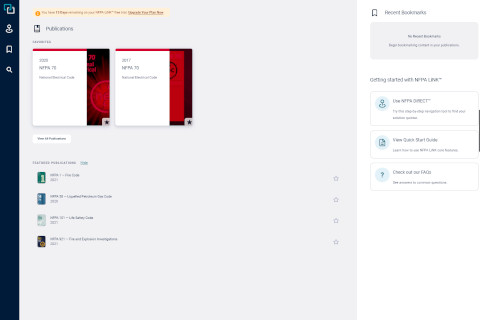 You have 13 Days remaining on your NFPA LINK™ free trial. Upgrade Your Plan Now
Publications
FAVORITES
2020
NFPA 70
National Electrical Code
2017
NFPA 70
National Electrical Code
View All Publications
FEATURED PUBLICATIONS
NFPA 1 — Fire Code
2021
NFPA 58 — Liquefied Petroleum Gas Code
2020
NFPA 101 — Life Safety Code
2021
NFPA 921 — Fire and Explosion Investigations
2021
Recent Bookmarks
No Recent Bookmarks
Begin bookmarking content in your publications.
Getting started with NFPA LINK™
Use NFPA DIRECT™
Try this step-by-step navigation tool to find your
solution quicker.
View Quick Start Guide
Learn how to use NFPA LINK core features.
Check out our FAQs
See answers to common questions.